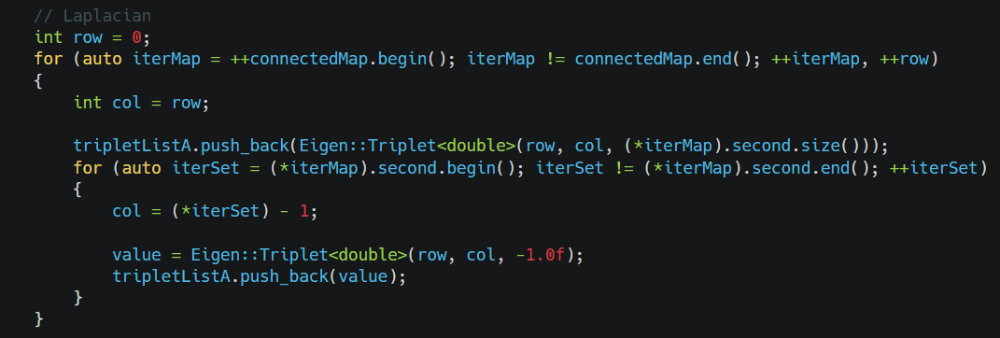 // Laplacian
int row = 0;
for (auto iterMap = ++connectedMap.begin(); iterMap != connectedMap.end(); ++iterMap, ++row)
{
    int col = row;

    tripletListA.push_back(Eigen::Triplet<double>(row, col, (*iterMap).second.size()));
    for (auto iterSet = (*iterMap).second.begin(); iterSet != (*iterMap).second.end(); ++iterSet)
    {
        col = (*iterSet) - 1;

        value = Eigen::Triplet<double>(row, col, -1.0f);
        tripletListA.push_back(value);
    }
}